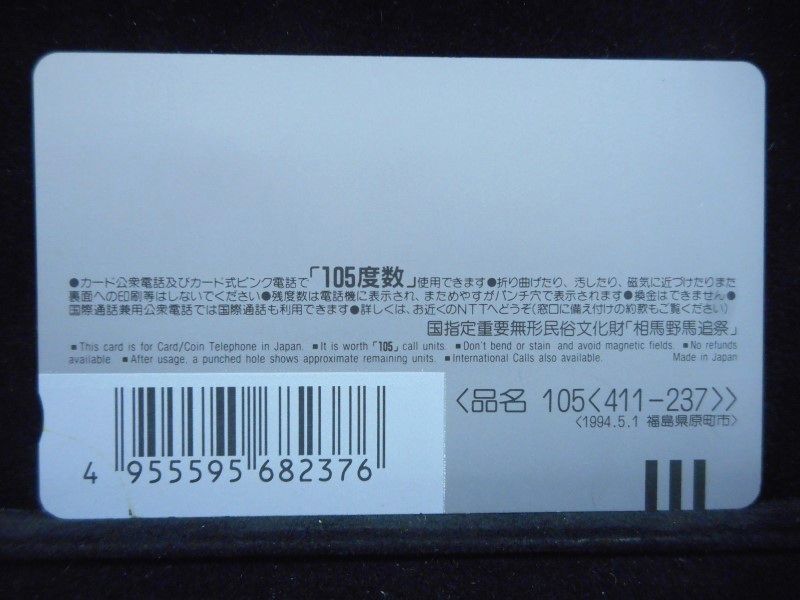 ●カード公衆電話及びカード式ピンク電話で「105度数」使用できます●折り曲げたり、汚したり、磁気に近づけたりまた
裏面への印刷等はしないでください●残度数は電話機に表示され、まためやすがパンチ穴で表示されます●換金はできません●
国際通話兼用公衆電話では国際通話も利用できます●詳しくは、お近くのNTTへどうぞ(窓口に備え付けの約款もご覧ください)
国指定重要無形民俗文化財「相馬野馬追祭」
■This card is for Card/Coin Telephone in Japan. ■It is worth「105」call units. ■Don't bend or stain and avoid magnetic fields. ■No refunds
available ■After usage, a punched hole shows approximate remaining units. ■International Calls also available. Made in Japan
〈品名 105〈411-237〉〉
〈1994.5.1 福島県原町市〉
4 955595 682376